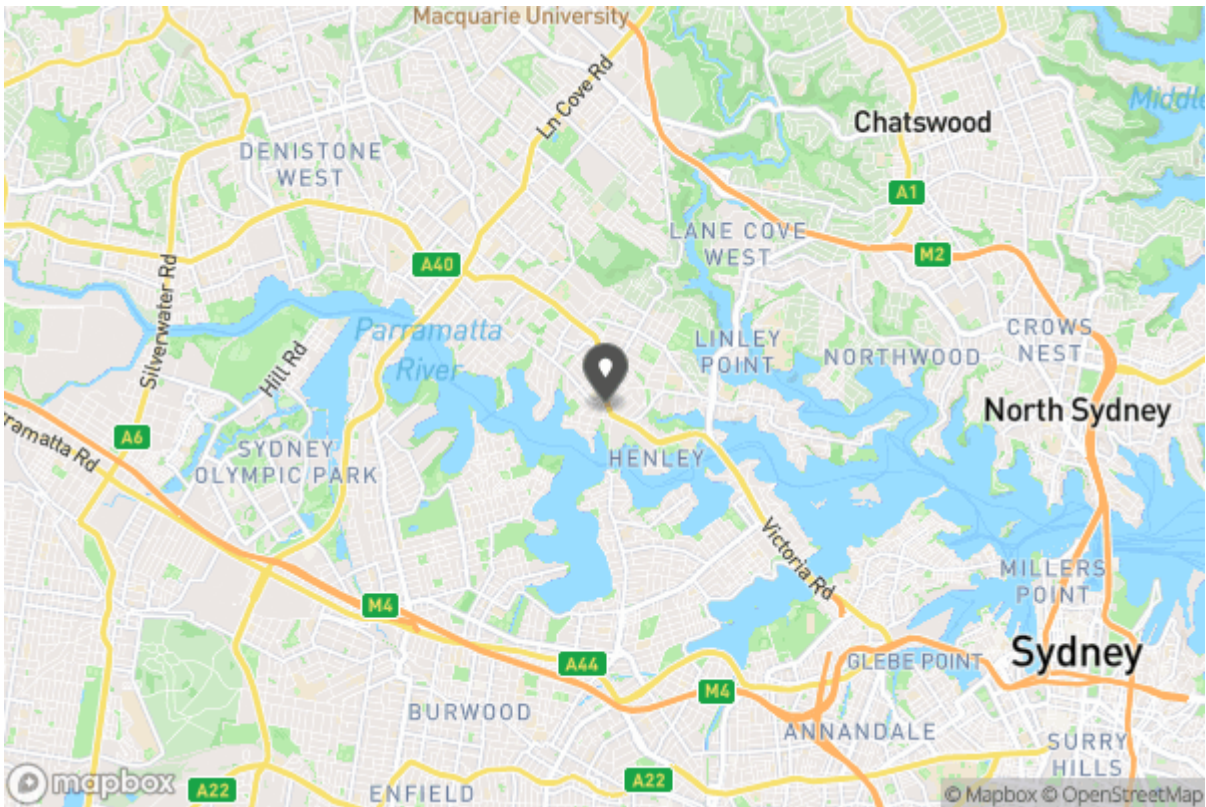 Macquarie University
Ln Cove Rd
Middle
Chatswood
DENISTONE
WEST
A1
LANE COVE
WEST
M2
A40
Silverwater Rd
Parramatta
River
Hill Rd
LINLEY
POINT
NORTHWOOD
CROWS
NEST
North Sydney
rramatta Rd
A6
SYDNEY
OLYMPIC PARK
HENLEY
Victoria Rd
MILLERS
POINT
M4
A44
GLEBE POINT
Sydney
M4
BURWOOD
ANNANDALE
SURRY
HILLS
mapbox
A22
ENFIELD
A22
© Mapbox © OpenStreetMap